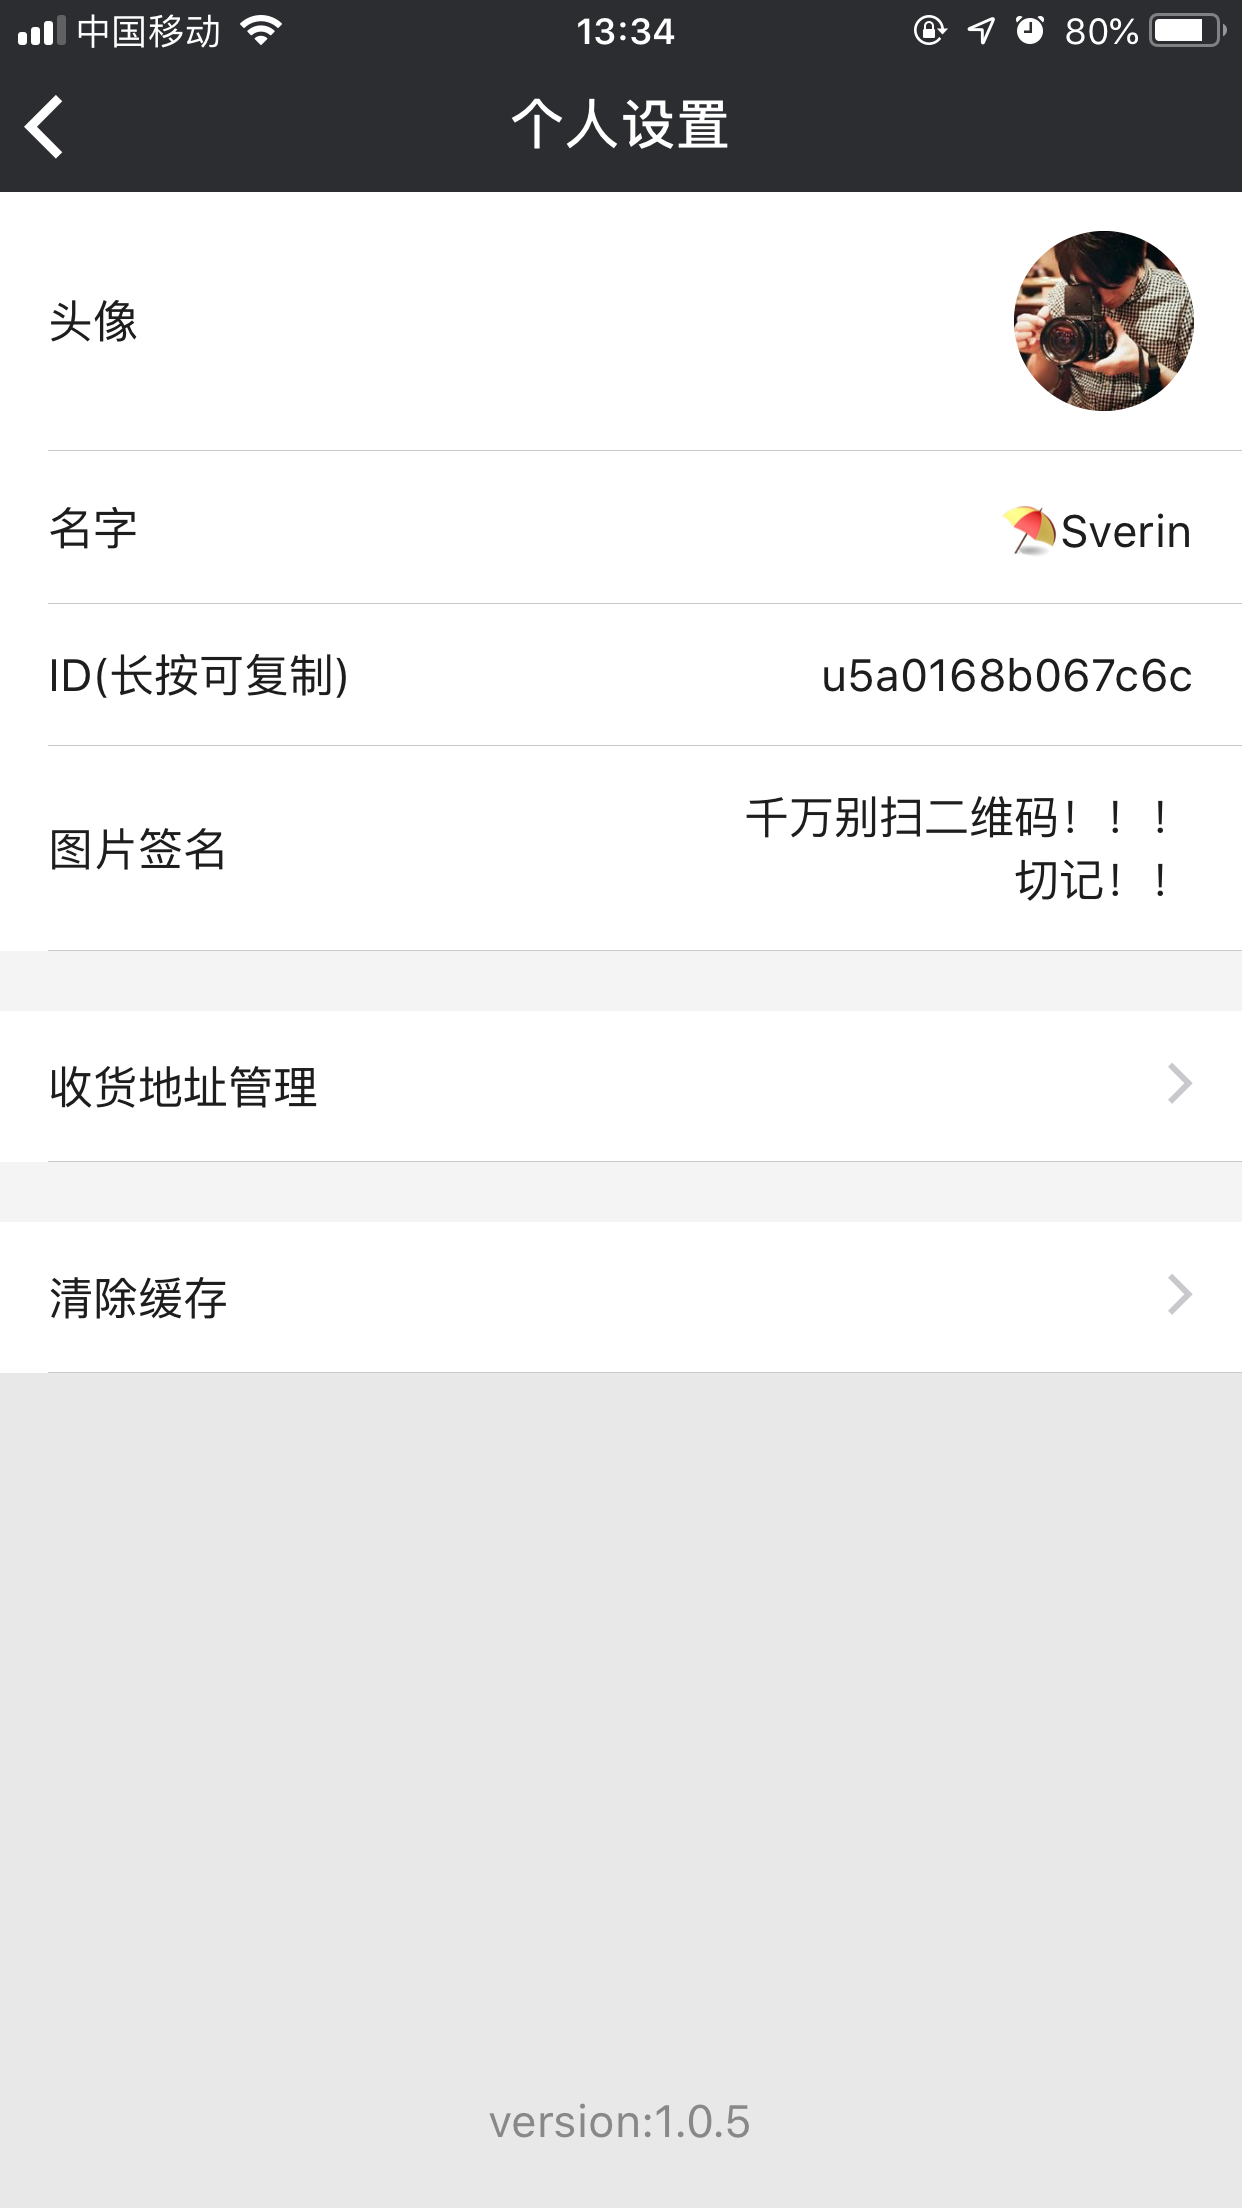 中国移动 13:34 80%
个人设置
头像
名字 ⛱️Sverin
ID(长按可复制) u5a0168b067c6c
图片签名 千万别扫二维码！！！
切记！！
收货地址管理
清除缓存
version:1.0.5